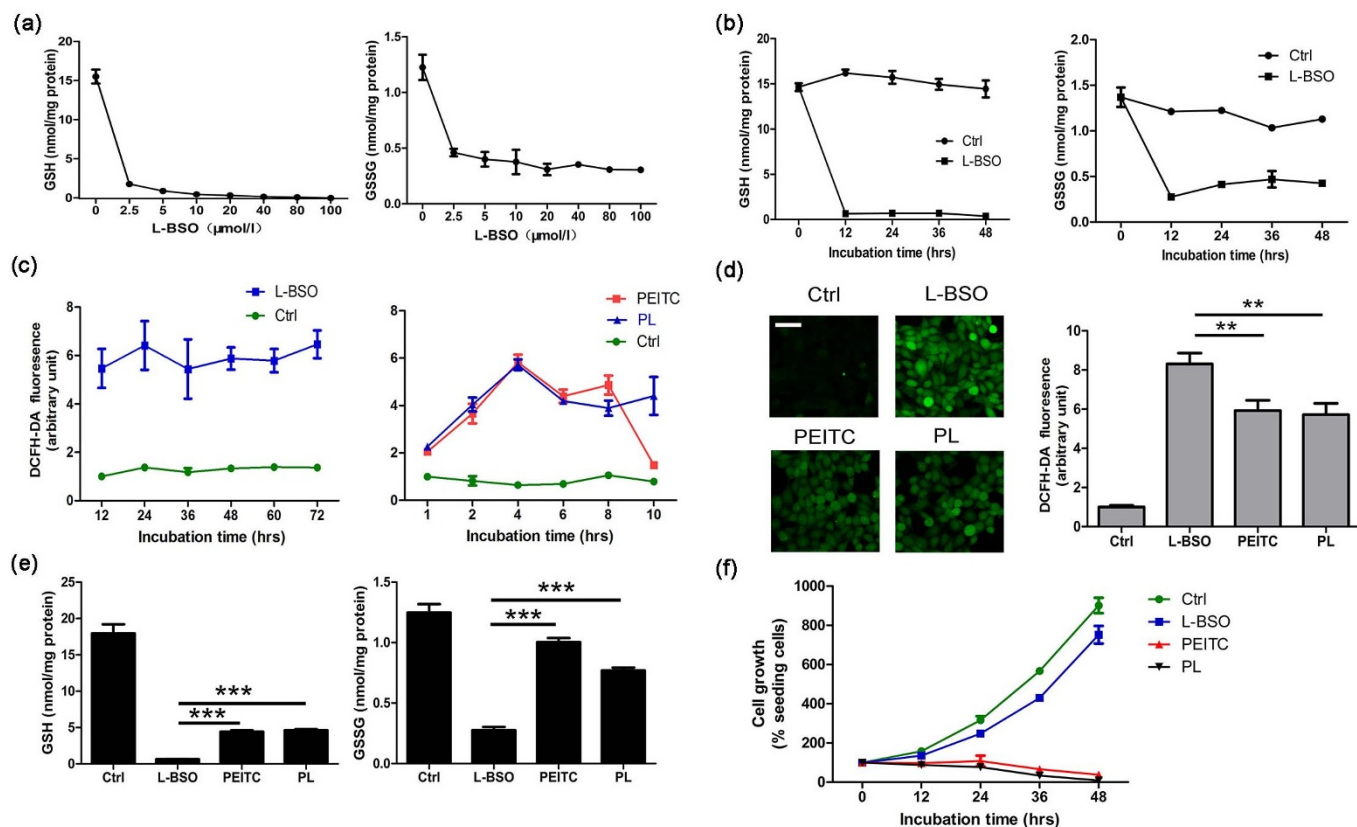 (a)
GSH (nmol/mg protein)
20
15
10
5
0
0 2.5 5 10 20 40 80 100
L-BSO (μmol/l)
GSSG (nmol/mg protein)
1.5
1.0
0.5
0.0
0 2.5 5 10 20 40 80 100
L-BSO (μmol/l)
(b)
GSH (nmol/mg protein)
20
15
10
5
0
Ctrl
L-BSO
0 12 24 36 48
Incubation time (hrs)
GSSG (nmol/mg protein)
2.0
1.5
1.0
0.5
0.0
Ctrl
L-BSO
0 12 24 36 48
Incubation time (hrs)
(c)
DCFH-DA fluoresence
(arbitrary unit)
8
6
4
2
0
L-BSO
Ctrl
12 24 36 48 60 72
Incubation time (hrs)
8
6
4
2
0
PEITC
PL
Ctrl
1 2 4 6 8 10
Incubation time (hrs)
(d)
Ctrl L-BSO
PEITC PL
DCFH-DA fluoresence
(arbitrary unit)
10
8
6
4
2
0
**
**
Ctrl L-BSO PEITC PL
(e)
GSH (nmol/mg protein)
25
20
15
10
5
0
***
***
Ctrl L-BSO PEITC PL
GSSG (nmol/mg protein)
1.5
1.0
0.5
0.0
***
***
Ctrl L-BSO PEITC PL
(f)
Cell growth
(% seeding cells)
1000
800
600
400
200
0
Ctrl
L-BSO
PEITC
PL
0 12 24 36 48
Incubation time (hrs)